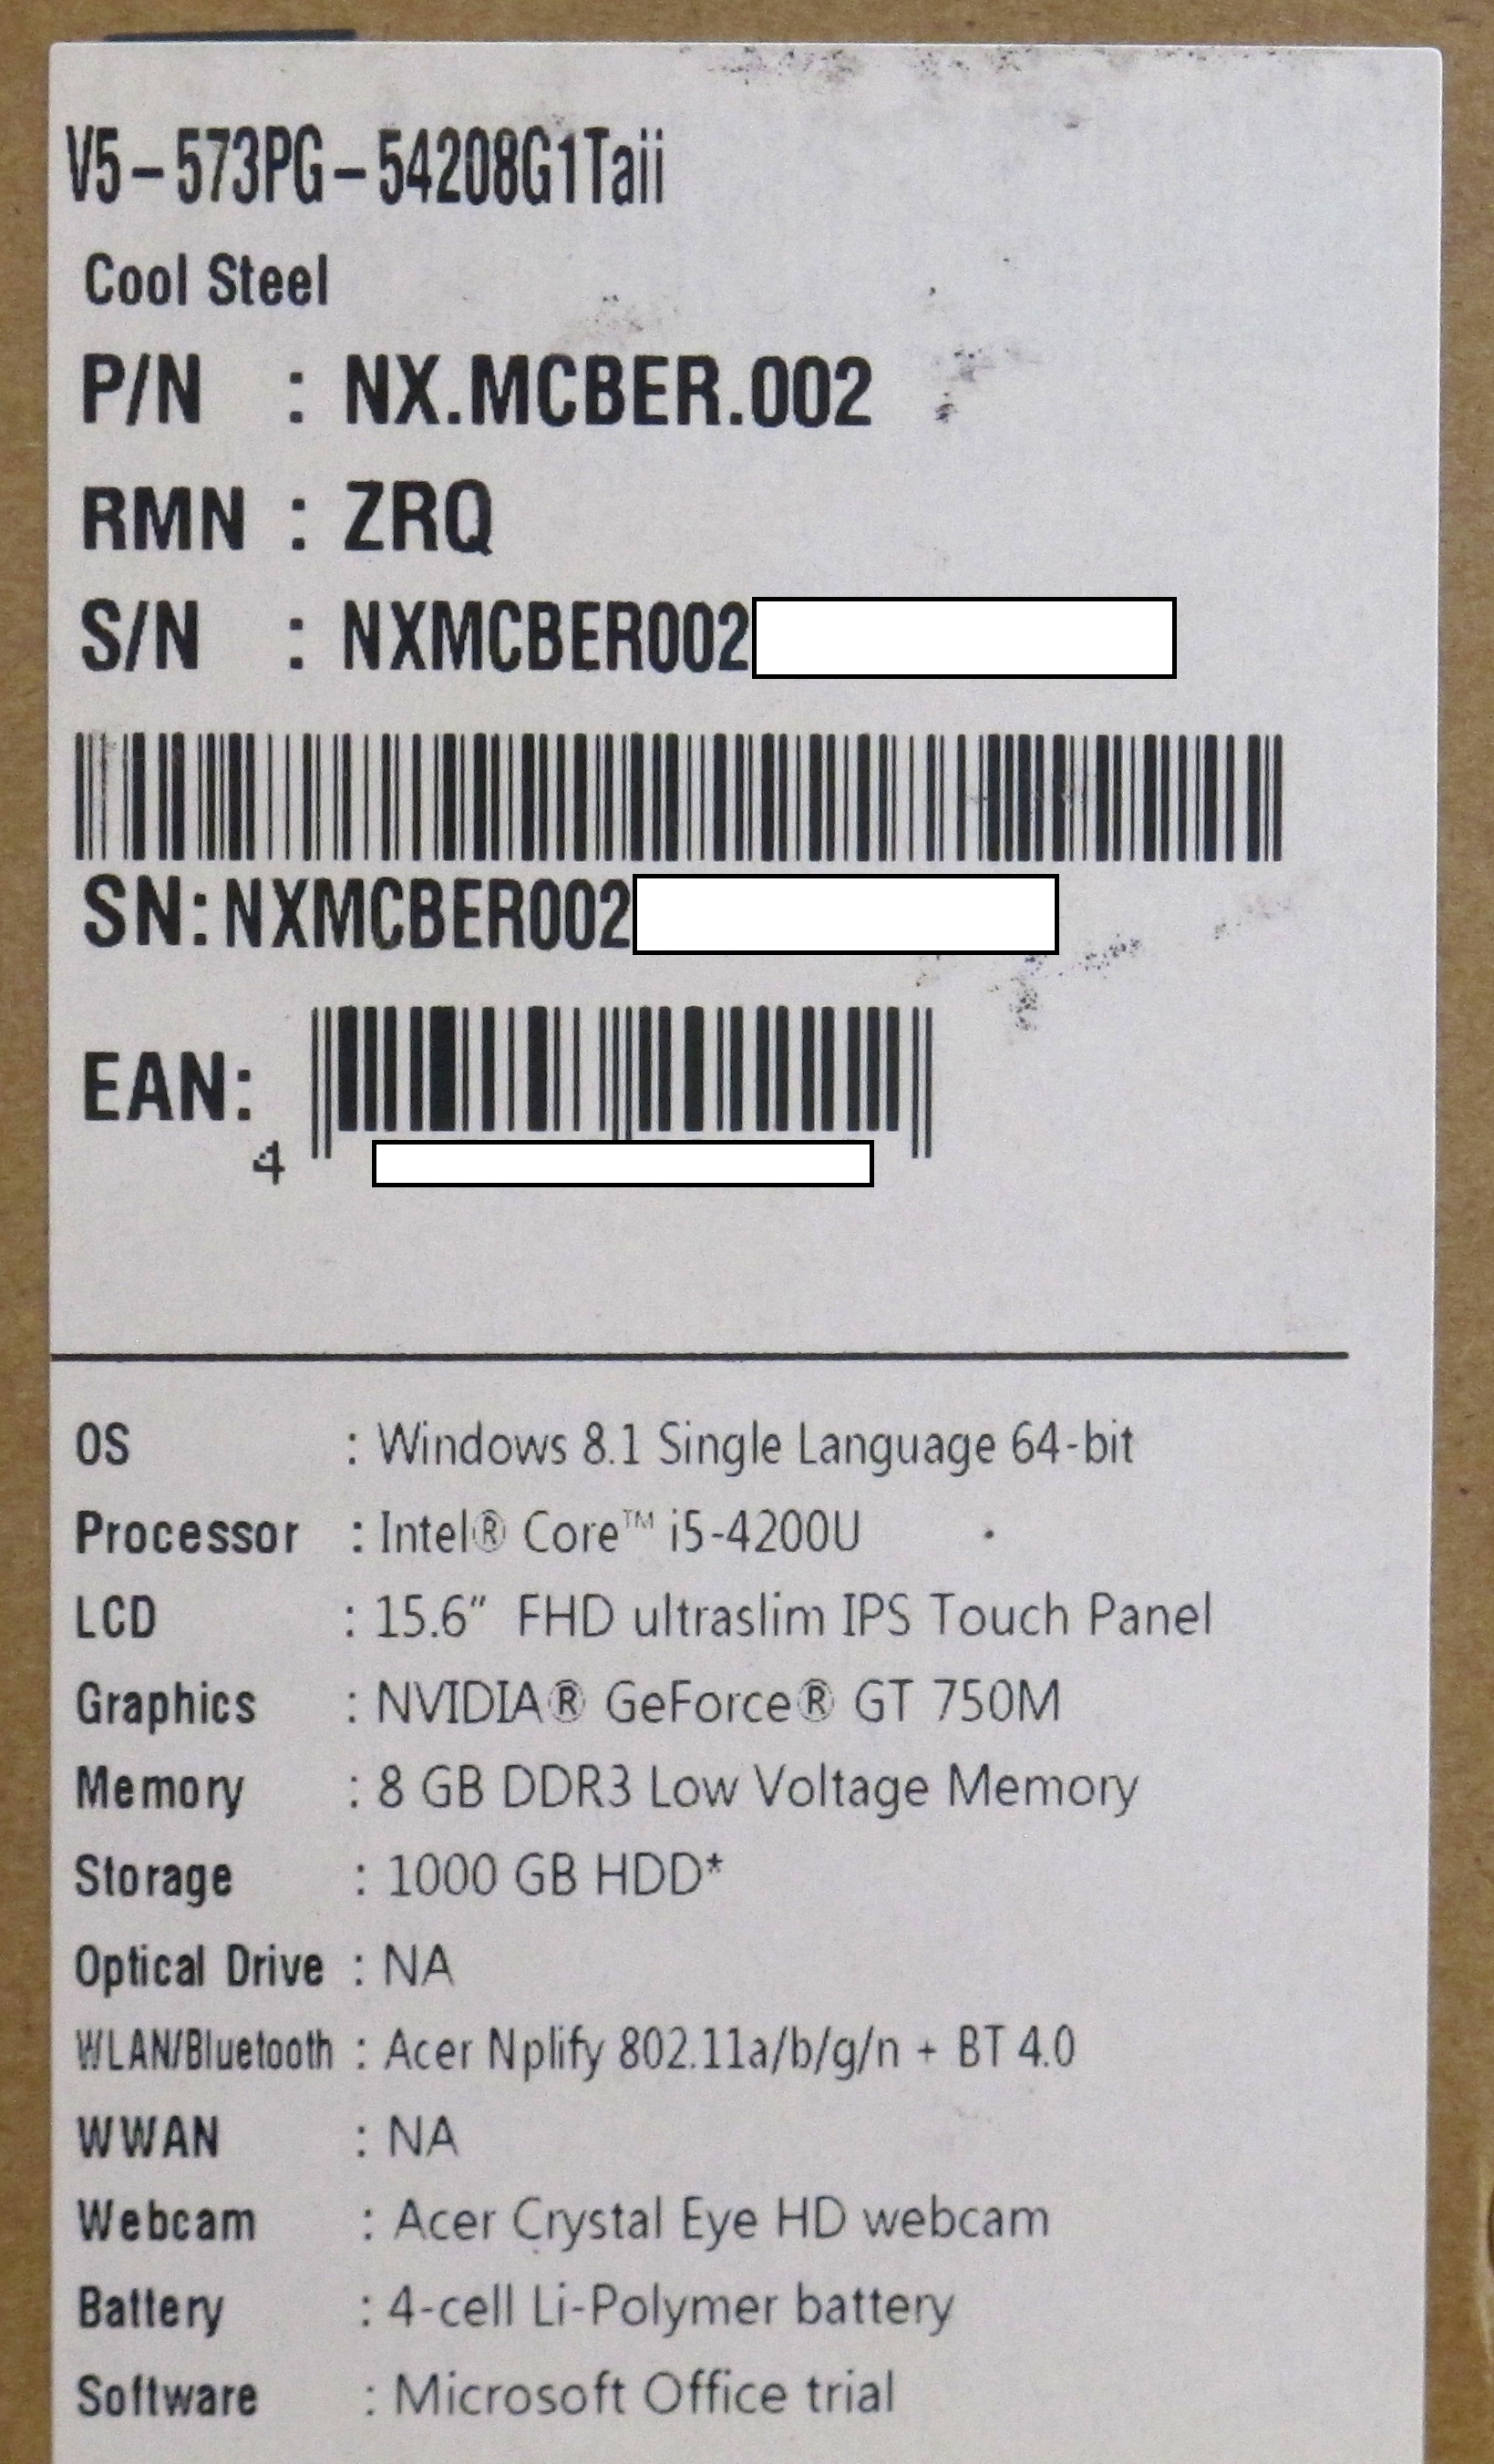 V5-573PG-54208G1Taii
Cool Steel
P/N : NX.MCBER.002
RMN : ZRQ
S/N : NXMCBER002
SN:NXMCBER002
EAN:
4
OS : Windows 8.1 Single Language 64-bit
Processor : Intel® Core™ i5-4200U
LCD : 15.6” FHD ultraslim IPS Touch Panel
Graphics : NVIDIA® GeForce® GT 750M
Memory : 8 GB DDR3 Low Voltage Memory
Storage : 1000 GB HDD*
Optical Drive : NA
WLAN/Bluetooth : Acer Nplify 802.11a/b/g/n + BT 4.0
WWAN : NA
Webcam : Acer Crystal Eye HD webcam
Battery : 4-cell Li-Polymer battery
Software : Microsoft Office trial